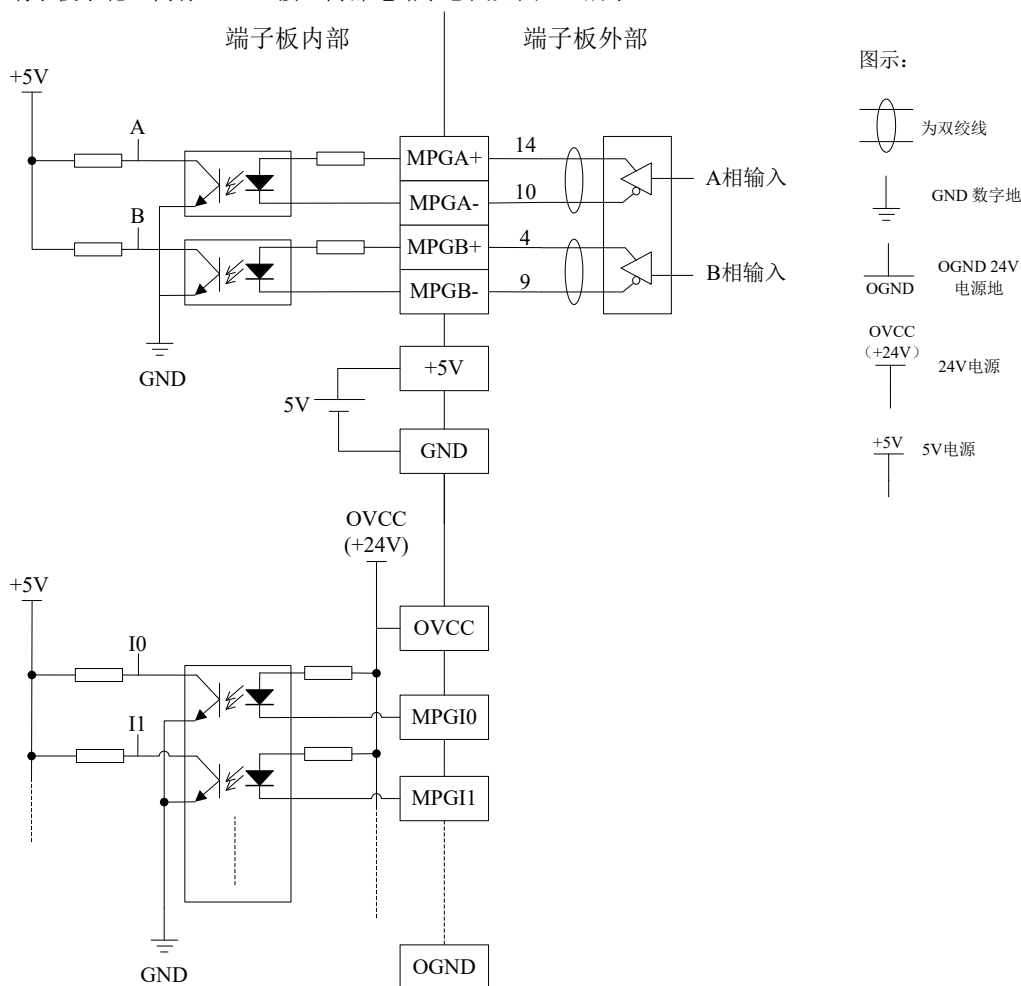 端子板内部
端子板外部
图示：
+5V
A
14
MPGA+
为双绞线
10
A相输入
MPGA-
B
GND 数字地
4
MPGB+
9
B相输入
MPGB-
OGND
OGND 24V
电源地
GND
+5V
5V
GND
OVCC
（+24V）
24V电源
+5V
5V电源
OVCC
(+24V)
+5V
OVCC
I0
MPGI0
I1
MPGI1
GND
OGND